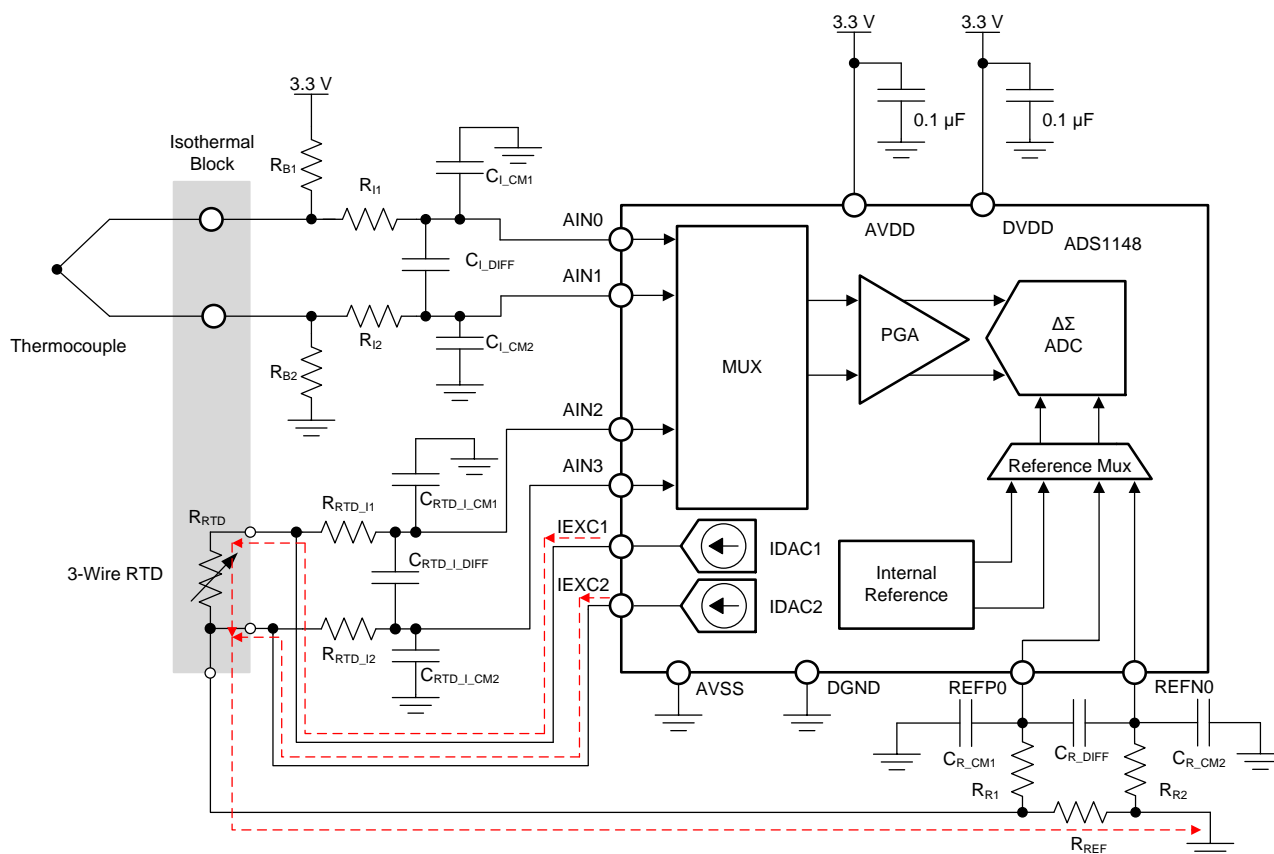 3.3 V
3.3 V
0.1 µF
0.1 µF
3.3 V
Isothermal
Block
R_B1
R_I1
C_I_CM1
C_I_DIFF
R_I2
C_I_CM2
R_B2
Thermocouple
AIN0
AIN1
AIN2
AIN3
IEXC1
IEXC2
AVDD
DVDD
ADS1148
MUX
PGA
ΔΣ
ADC
Reference Mux
Internal
Reference
IDAC1
IDAC2
R_RTD
3-Wire RTD
R_RTD_I1
C_RTD_I_CM1
C_RTD_I_DIFF
R_RTD_I2
C_RTD_I_CM2
AVSS
DGND
REFP0
REFN0
C_R_CM1
C_R_DIFF
C_R_CM2
R_R1
R_R2
R_REF